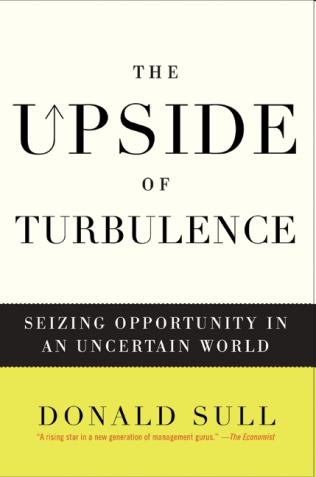 THE
UPSIDE
OF
TURBULENCE
SEIZING OPPORTUNITY IN
AN UNCERTAIN WORLD
DONALD SULL
"A rising star in a new generation of management gurus." —The Economist